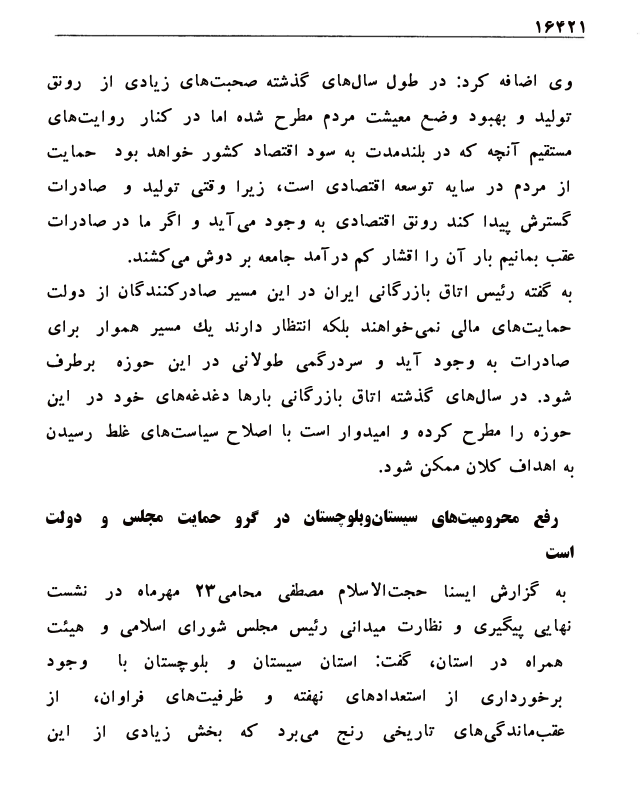 ۱۶۴۲۱
وی اضافه کرد: در طول سال‌های گذشته صحبت‌های زیادی از رونق
تولید و بهبود وضع معیشت مردم مطرح شده اما در کنار روایت‌های
مستقیم آنچه که در بلندمدت به سود اقتصاد کشور خواهد بود حمایت
از مردم در سایه توسعه اقتصادی است، زیرا وقتی تولید و صادرات
گسترش پیدا کند رونق اقتصادی به وجود می‌آید و اگر ما در صادرات
عقب بمانیم بار آن را اقشار کم درآمد جامعه بر دوش می‌کشند.
به گفته رئیس اتاق بازرگانی ایران در این مسیر صادرکنندگان از دولت
حمایت‌های مالی نمی‌خواهند بلکه انتظار دارند یك مسیر هموار برای
صادرات به وجود آید و سردرگمی طولانی در این حوزه برطرف
شود. در سال‌های گذشته اتاق بازرگانی بارها دغدغه‌های خود در این
حوزه را مطرح کرده و امیدوار است با اصلاح سیاست‌های غلط رسیدن
به اهداف کلان ممکن شود.
رفع محرومیت‌های سیستان‌وبلوچستان در گرو حمایت مجلس و دولت
است
به گزارش ایسنا حجت‌الاسلام مصطفی محامی۲۳ مهرماه در نشست
نهایی پیگیری و نظارت میدانی رئیس مجلس شورای اسلامی و هیئت
همراه در استان، گفت: استان سیستان و بلوچستان با وجود
برخورداری از استعدادهای نهفته و ظرفیت‌های فراوان، از
عقب‌ماندگی‌های تاریخی رنج می‌برد که بخش زیادی از این